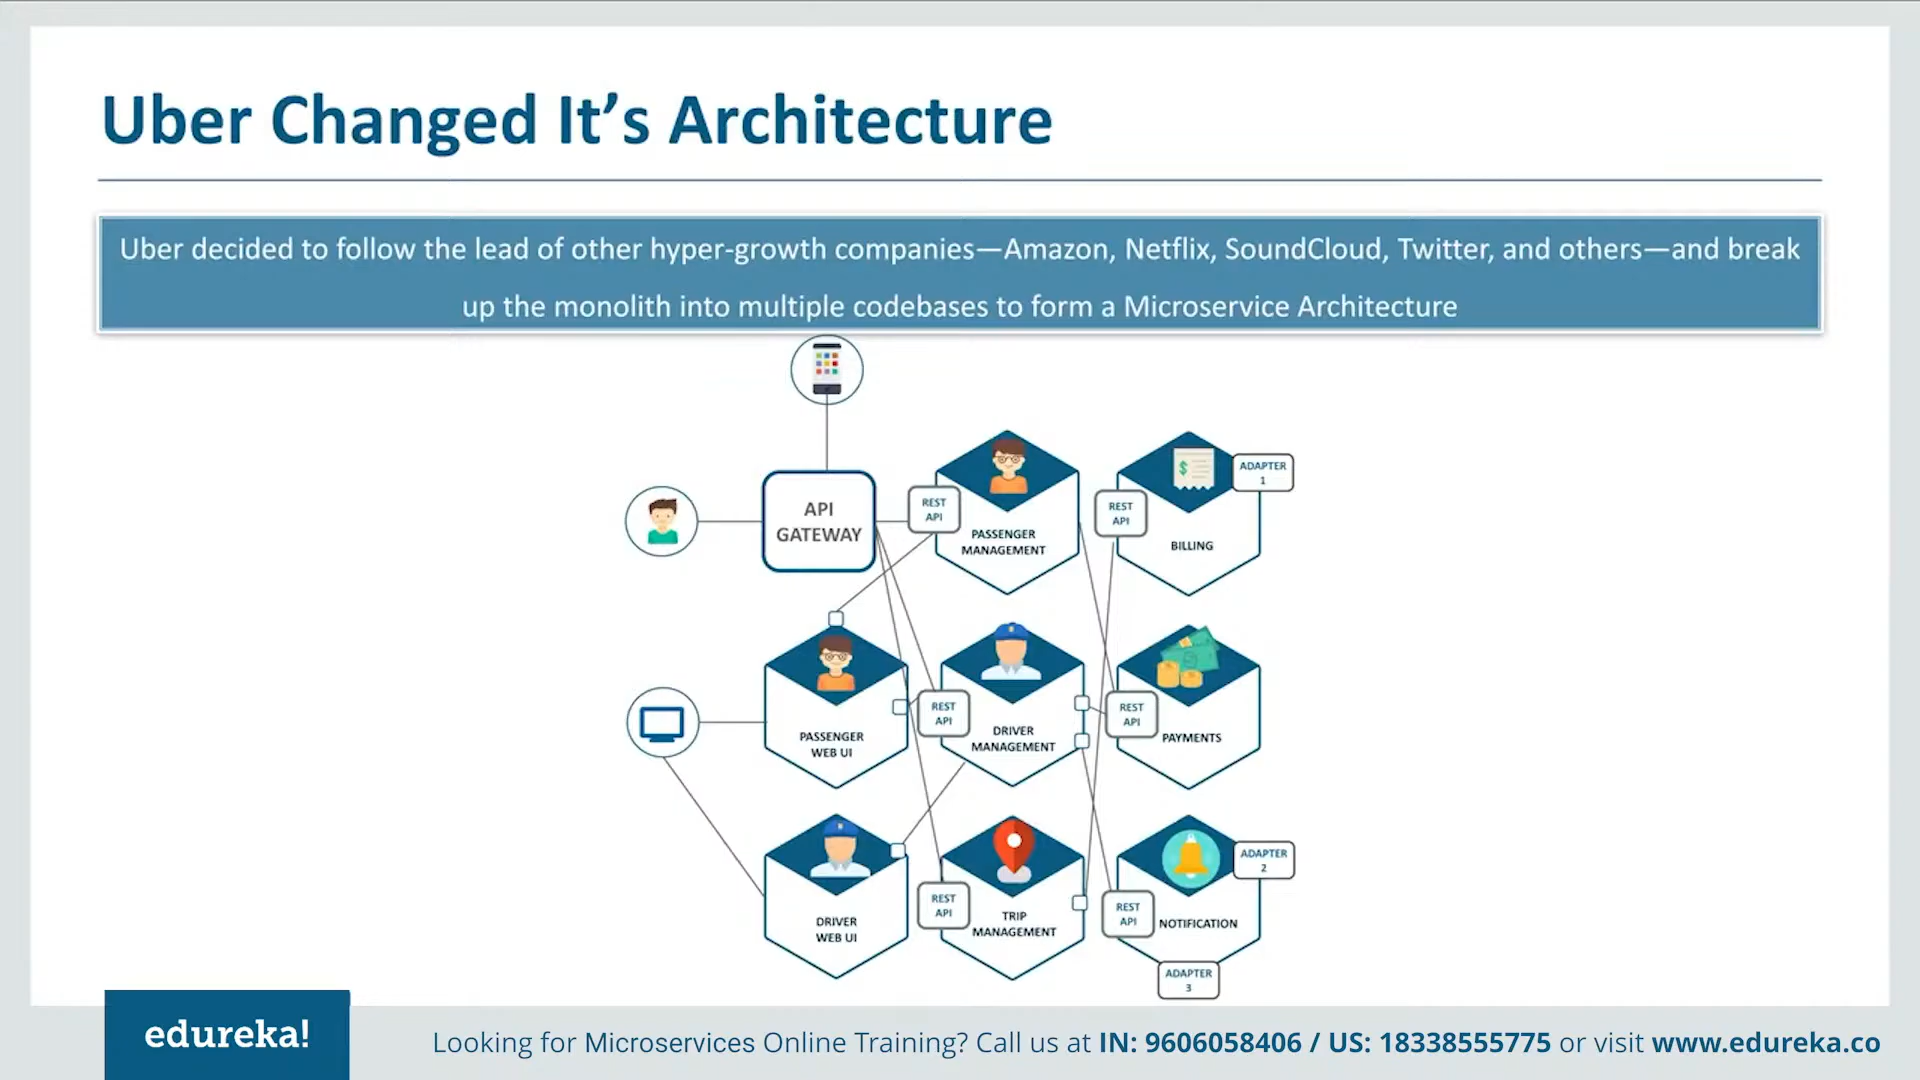 Uber Changed It’s Architecture
Uber decided to follow the lead of other hyper-growth companies—Amazon, Netflix, SoundCloud, Twitter, and others—and break
up the monolith into multiple codebases to form a Microservice Architecture
API
GATEWAY
REST
API
PASSENGER
MANAGEMENT
REST
API
BILLING
ADAPTER
1
PASSENGER
WEB UI
REST
API
DRIVER
MANAGEMENT
REST
API
PAYMENTS
DRIVER
WEB UI
REST
API
TRIP
MANAGEMENT
REST
API
NOTIFICATION
ADAPTER
2
ADAPTER
3
edureka!
Looking for Microservices Online Training? Call us at IN: 9606058406 / US: 18338555775 or visit www.edureka.co